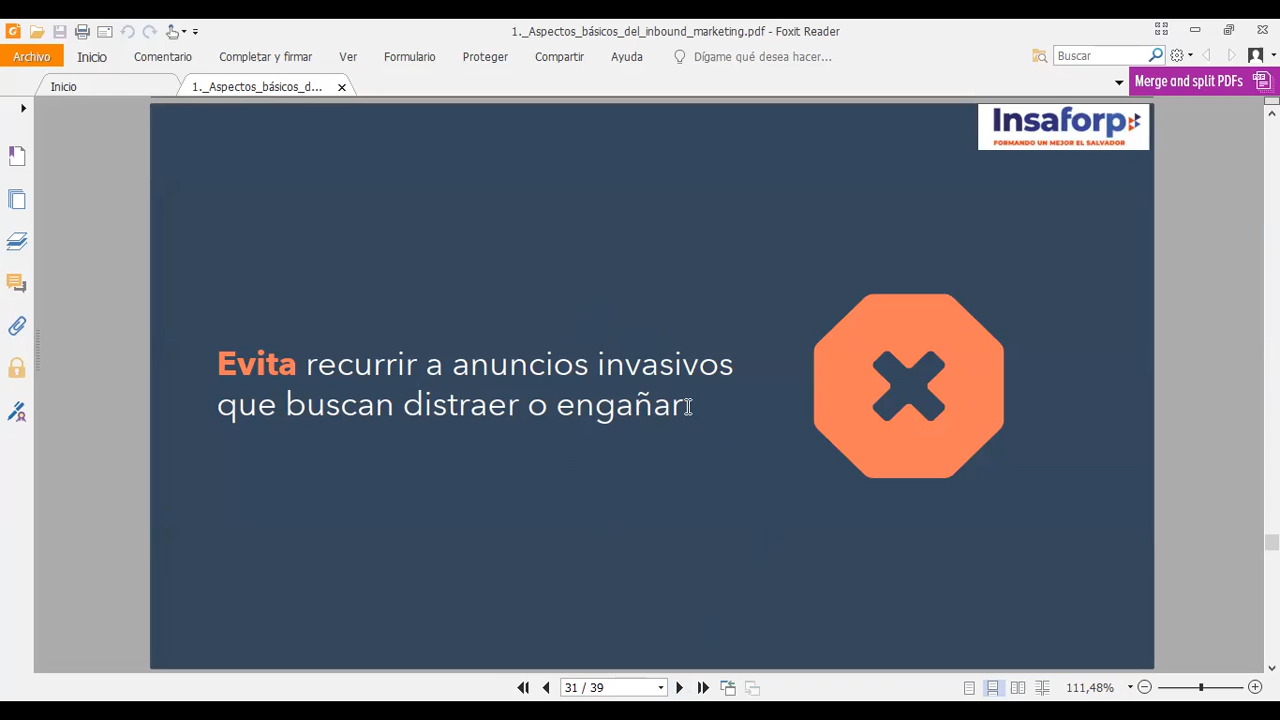 1._Aspectos_básicos_del_inbound_marketing.pdf - Foxit Reader
Archivo Inicio Comentario Completar y firmar Ver Formulario Proteger Compartir Ayuda Dígame qué desea hacer... Buscar
Inicio 1._Aspectos_básicos_d... Merge and split PDFs
Insaforp
FORMANDO UN MEJOR EL SALVADOR
Evita recurrir a anuncios invasivos
que buscan distraer o engañar
31 / 39 111,48%